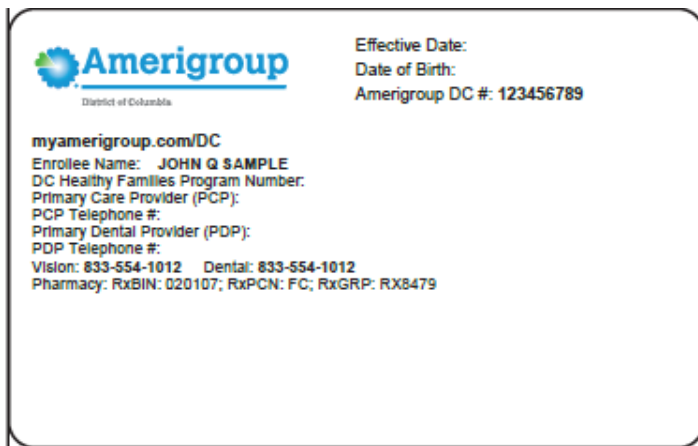 Amerigroup
District of Columbia
Effective Date:
Date of Birth:
Amerigroup DC #: 123456789
myamerigroup.com/DC
Enrollee Name: JOHN Q SAMPLE
DC Healthy Families Program Number:
Primary Care Provider (PCP):
PCP Telephone #:
Primary Dental Provider (PDP):
PDP Telephone #:
Vision: 833-554-1012 Dental: 833-554-1012
Pharmacy: RxBIN: 020107; RxPCN: FC; RxGRP: RX8479